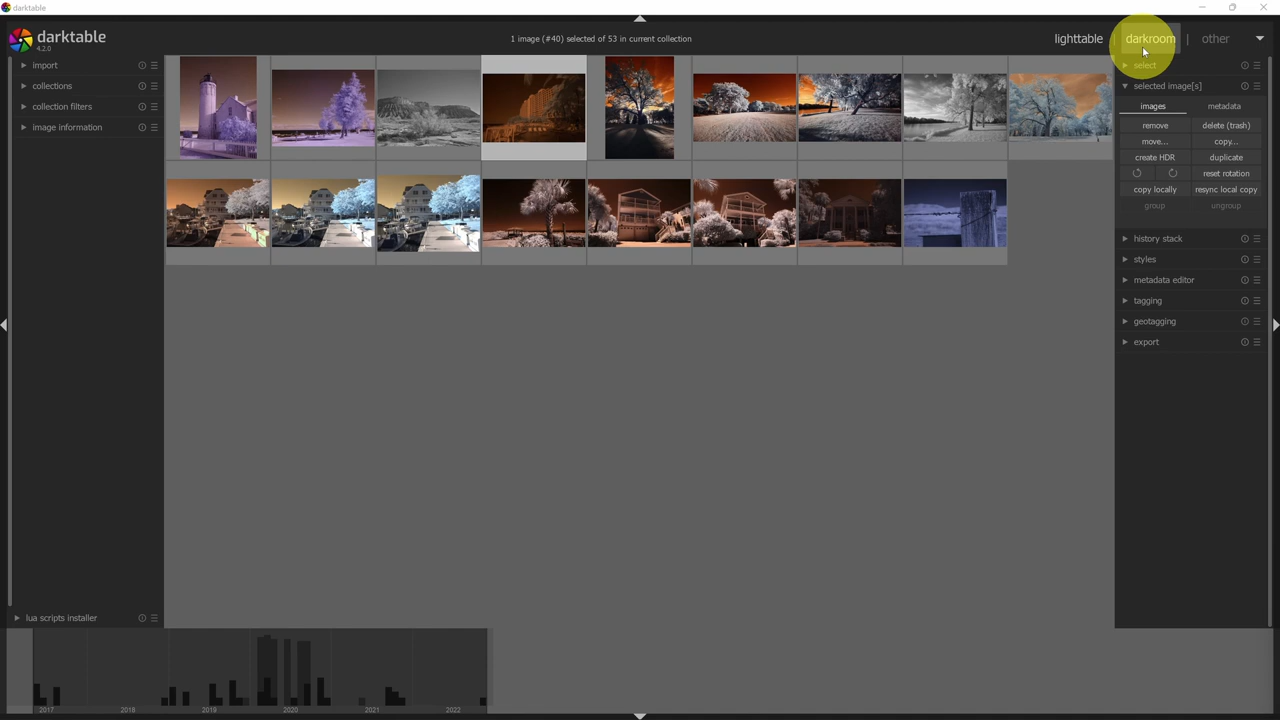 darktable
darktable
4.2.0
1 image (#40) selected of 53 in current collection
lighttable | darkroom | other
import
collections
collection filters
image information
lua scripts installer
select
selected image[s]
images metadata
remove delete (trash)
move... copy...
create HDR duplicate
reset rotation
copy locally resync local copy
group ungroup
history stack
styles
metadata editor
tagging
geotagging
export
2017 2018 2019 2020 2021 2022